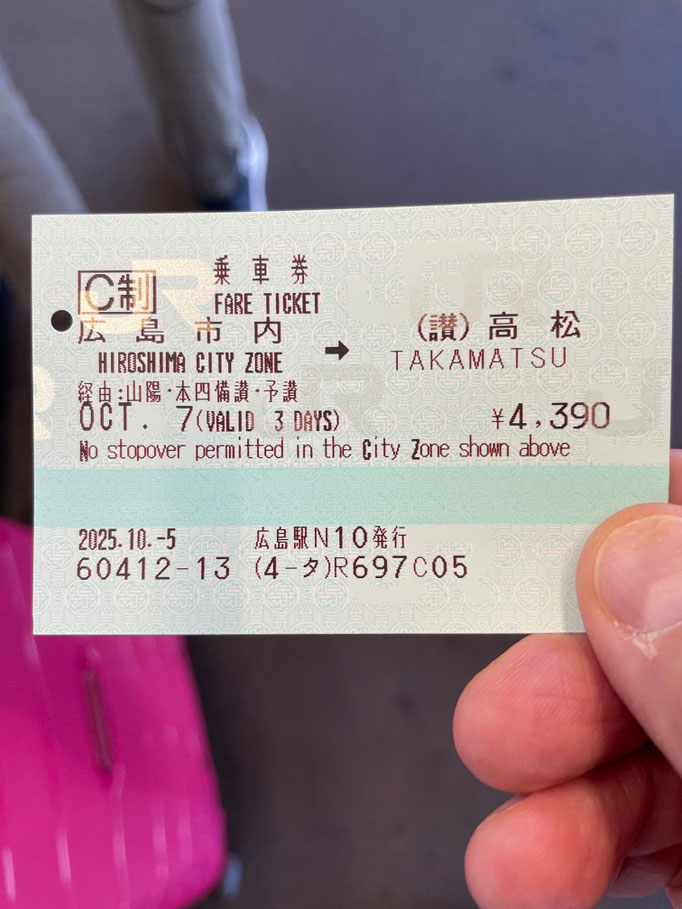 C制
乗車券
FARE TICKET
広島市内 → (讃)高松
HIROSHIMA CITY ZONE TAKAMATSU
経由:山陽・本四備讃・予讃
OCT. 7(VALID 3 DAYS) ¥4,390
No stopover permitted in the City Zone shown above
2025.10.-5 広島駅N10発行
60412-13 (4-タ)R697C05